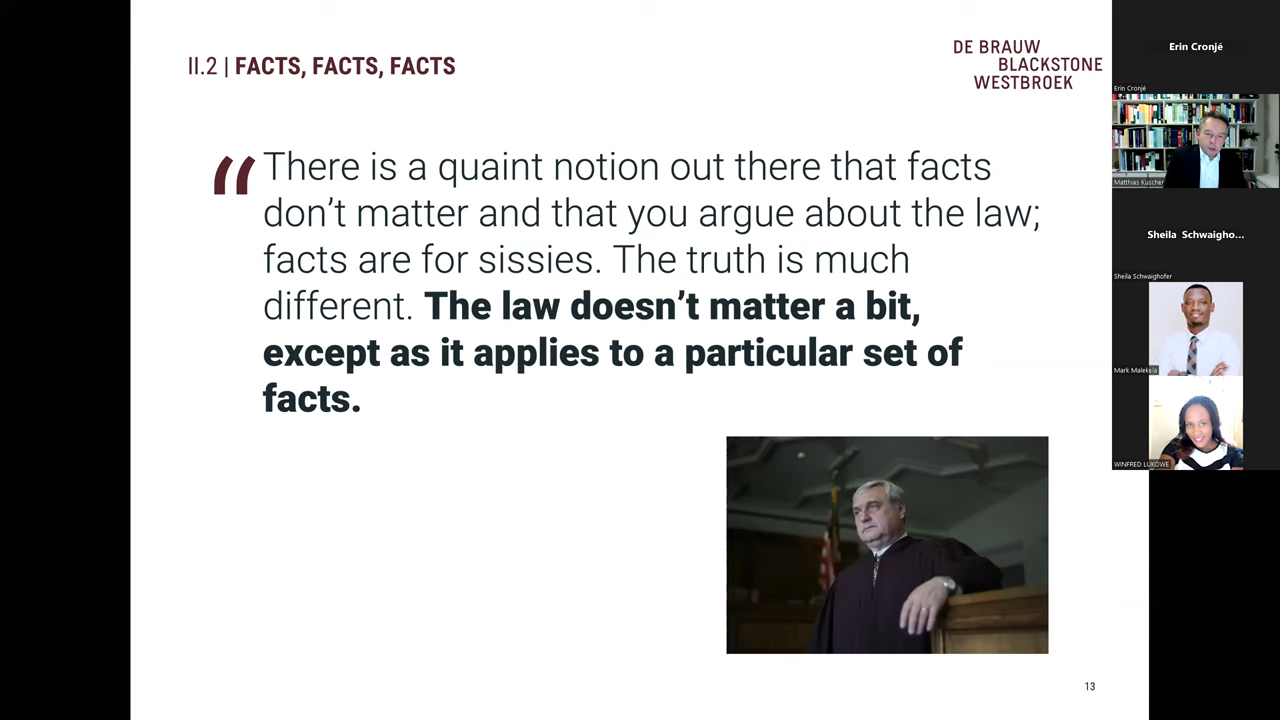 II.2 | FACTS, FACTS, FACTS
DE BRAUW
BLACKSTONE
WESTBROEK
“There is a quaint notion out there that facts
don’t matter and that you argue about the law;
facts are for sissies. The truth is much
different. The law doesn’t matter a bit,
except as it applies to a particular set of
facts.
13
Erin Cronjé
Erin Cronjé
Matthias Kuscher
Sheila Schwaigho...
Sheila Schwaighofer
Mark Malekela
WINFRED LUKOWE